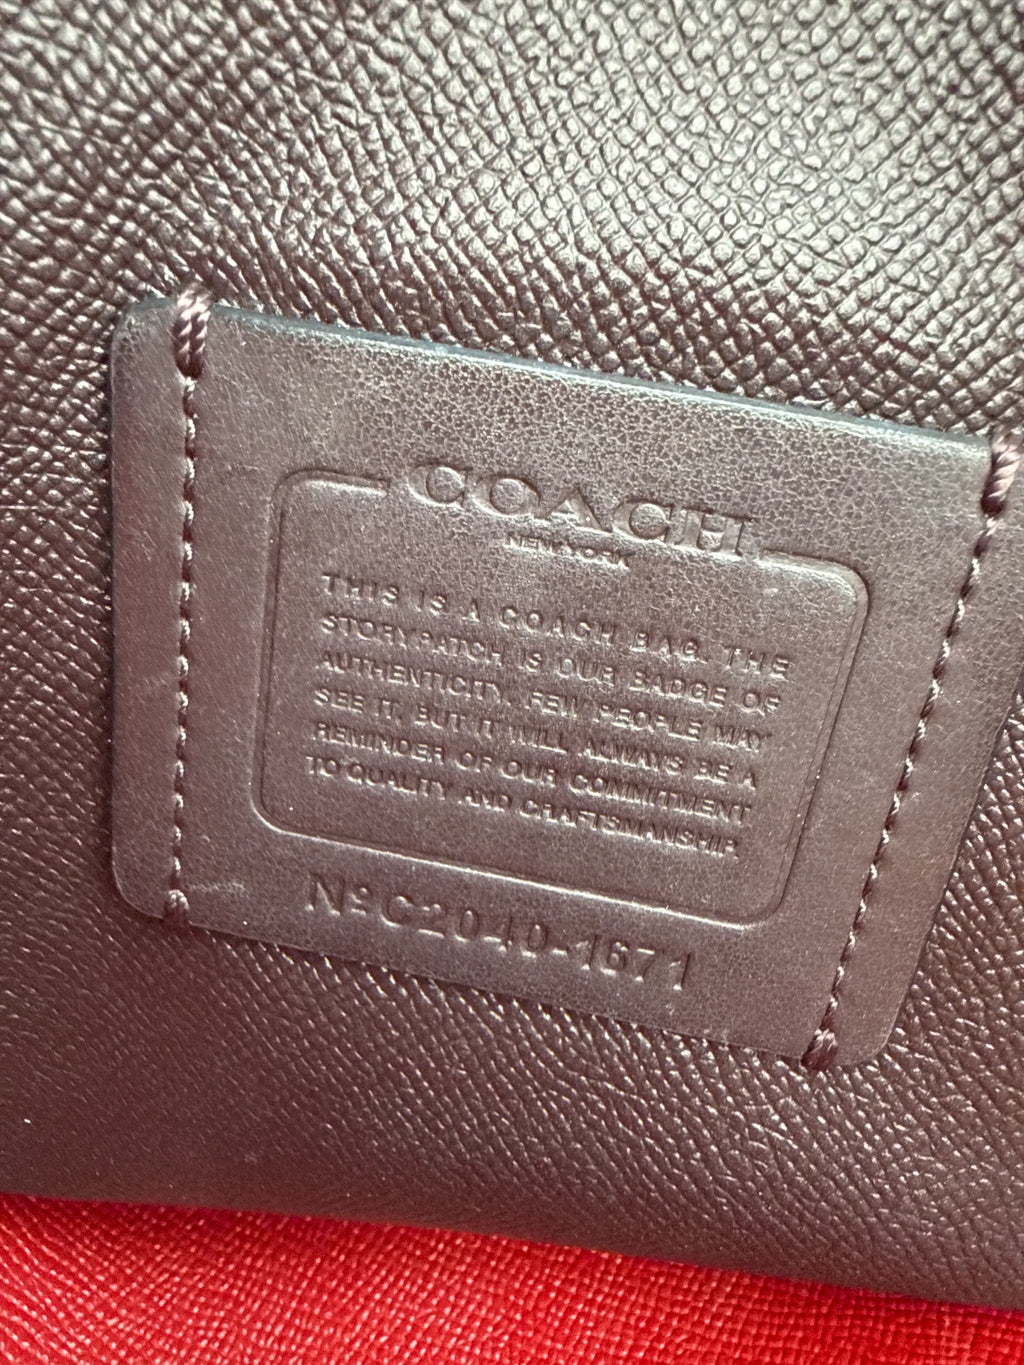 COACH
NEW YORK
THIS IS A COACH BAG. THE
STORYPATCH IS OUR BADGE OF
AUTHENTICITY. FEW PEOPLE MAY
SEE IT, BUT IT WILL ALWAYS BE A
REMINDER OF OUR COMMITMENT
TO QUALITY AND CRAFTSMANSHIP.
Nº C2040-1671